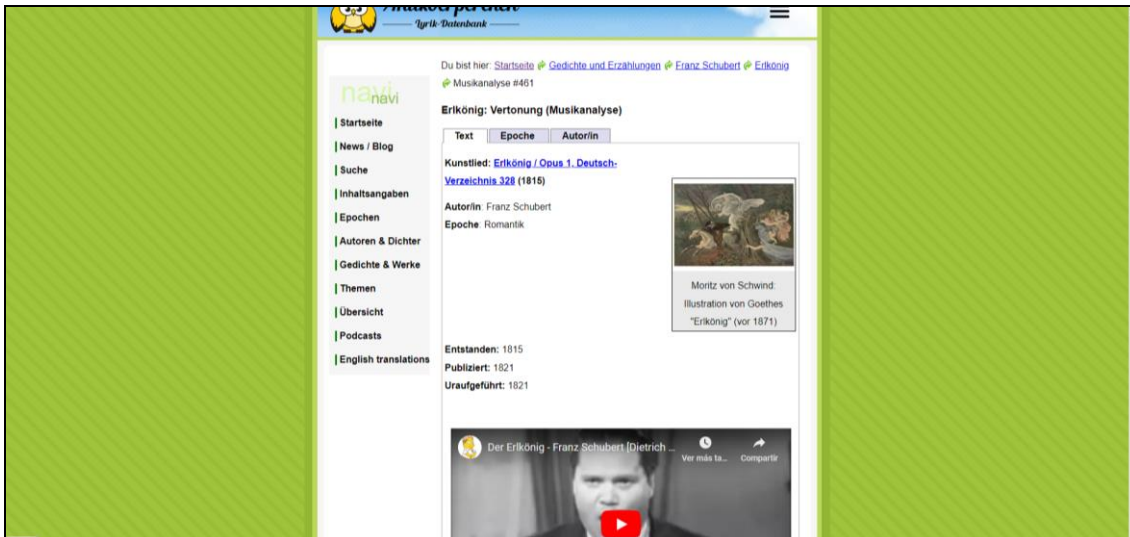 Lyrik-Datenbank
Du bist hier: Startseite Gedichte und Erzählungen Franz Schubert Erlkönig
Musikanalyse #461
navi
navi
Startseite
News / Blog
Suche
Inhaltsangaben
Epochen
Autoren & Dichter
Gedichte & Werke
Themen
Übersicht
Podcasts
English translations
Erlkönig: Vertonung (Musikanalyse)
Text Epoche Autor/in
Kunstlied: Erlkönig / Opus 1, Deutsch-
Verzeichnis 328 (1815)
Autor/in: Franz Schubert
Epoche: Romantik
Moritz von Schwind:
Illustration von Goethes
"Erlkönig" (vor 1871)
Entstanden: 1815
Publiziert: 1821
Uraufgeführt: 1821
Der Erlkönig - Franz Schubert [Dietrich ...
Ver más ta... Compartir